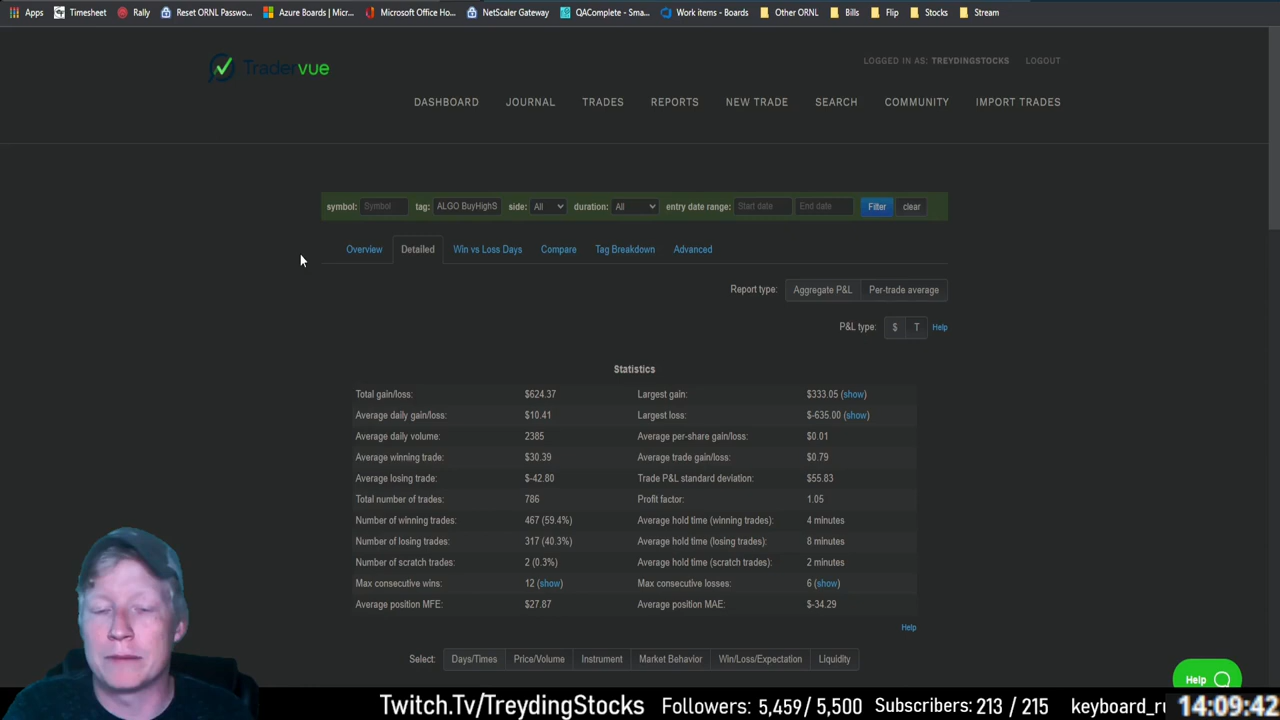 Apps Timesheet Rally Reset ORNL Passwo... Azure Boards | Mic... Microsoft Office Ho... NetScaler Gateway QAComplete - Sma... Work items - Boards Other ORNL Bills Flip Stocks Stream
Tradervue
LOGGED IN AS: TREYDINGSTOCKS LOGOUT
DASHBOARD JOURNAL TRADES REPORTS NEW TRADE SEARCH COMMUNITY IMPORT TRADES
symbol: Symbol tag: ALGO BuyHighS side: All duration: All entry date range: Start date End date Filter clear
Overview Detailed Win vs Loss Days Compare Tag Breakdown Advanced
Report type: Aggregate P&L Per-trade average
P&L type: $ T Help
Statistics
Total gain/loss: $624.37 Largest gain: $333.05 (show)
Average daily gain/loss: $10.41 Largest loss: $-635.00 (show)
Average daily volume: 2385 Average per-share gain/loss: $0.01
Average winning trade: $30.39 Average trade gain/loss: $0.79
Average losing trade: $-42.80 Trade P&L standard deviation: $55.83
Total number of trades: 786 Profit factor: 1.05
Number of winning trades: 467 (59.4%) Average hold time (winning trades): 4 minutes
Number of losing trades: 317 (40.3%) Average hold time (losing trades): 8 minutes
Number of scratch trades: 2 (0.3%) Average hold time (scratch trades): 2 minutes
Max consecutive wins: 12 (show) Max consecutive losses: 6 (show)
Average position MFE: $27.87 Average position MAE: $-34.29
Help
Select: Days/Times Price/Volume Instrument Market Behavior Win/Loss/Expectation Liquidity
Help
Twitch.Tv/TreydingStocks Followers: 5,459 / 5,500 Subscribers: 213 / 215 keyboard_ru 14:09:42